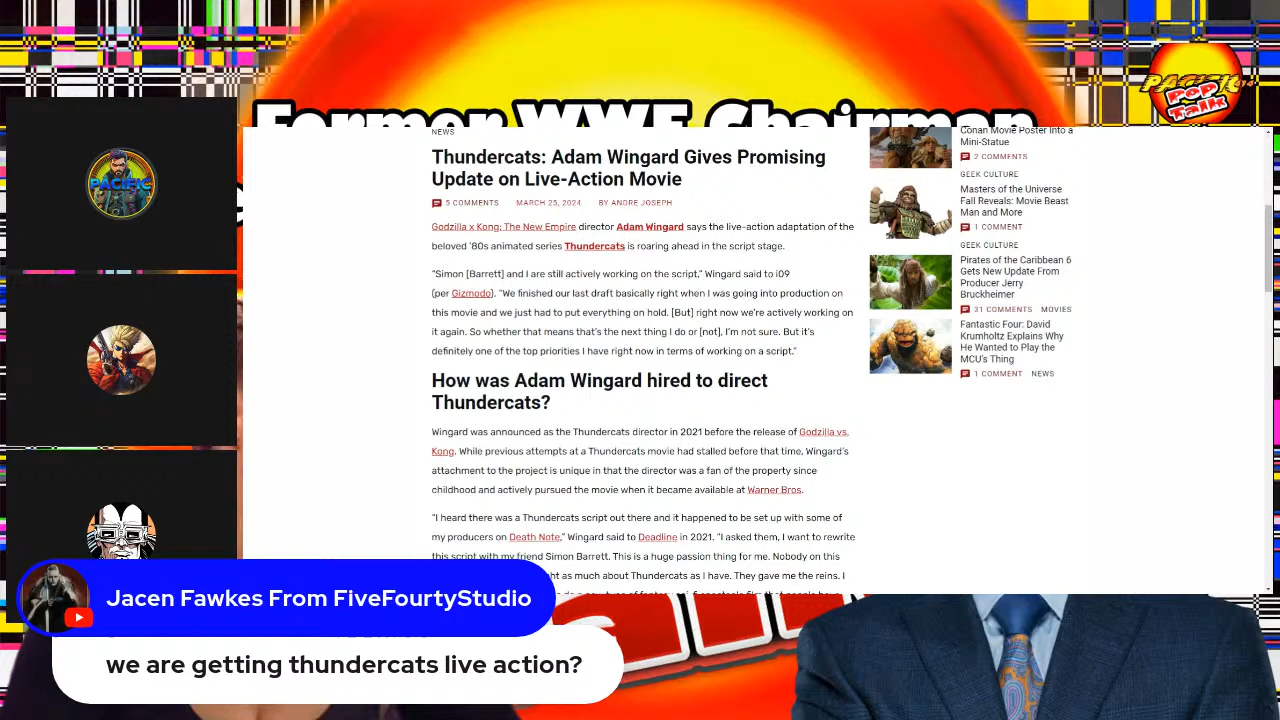 PACIFIC
Pop
Talk
Former WWE Chairman
PACIFIC
NEWS
Thundercats: Adam Wingard Gives Promising
Update on Live-Action Movie
5 COMMENTS MARCH 25, 2024 BY ANDRE JOSEPH
Godzilla x Kong: The New Empire director Adam Wingard says the live-action adaptation of the
beloved '80s animated series Thundercats is roaring ahead in the script stage.
"Simon [Barrett] and I are still actively working on the script," Wingard said to i09
(per Gizmodo). "We finished our last draft basically right when I was going into production on
this movie and we just had to put everything on hold. [But] right now we're actively working on
it again. So whether that means that's the next thing I do or [not], I'm not sure. But it's
definitely one of the top priorities I have right now in terms of working on a script."
How was Adam Wingard hired to direct
Thundercats?
Wingard was announced as the Thundercats director in 2021 before the release of Godzilla vs.
Kong. While previous attempts at a Thundercats movie had stalled before that time, Wingard's
attachment to the project is unique in that the director was a fan of the property since
childhood and actively pursued the movie when it became available at Warner Bros.
"I heard there was a Thundercats script out there and it happened to be set up with some of
my producers on Death Note," Wingard said to Deadline in 2021. "I asked them, I want to rewrite
this script with my friend Simon Barrett. This is a huge passion thing for me. Nobody on this
as much about Thundercats as I have. They gave me the reins. I
Conan Movie Poster Into a
Mini-Statue
2 COMMENTS
GEEK CULTURE
Masters of the Universe
Fall Reveals: Movie Beast
Man and More
1 COMMENT
GEEK CULTURE
Pirates of the Caribbean 6
Gets New Update From
Producer Jerry
Bruckheimer
31 COMMENTS MOVIES
Fantastic Four: David
Krumholtz Explains Why
He Wanted to Play the
MCU's Thing
1 COMMENT NEWS
Jacen Fawkes From FiveFourtyStudio
we are getting thundercats live action?